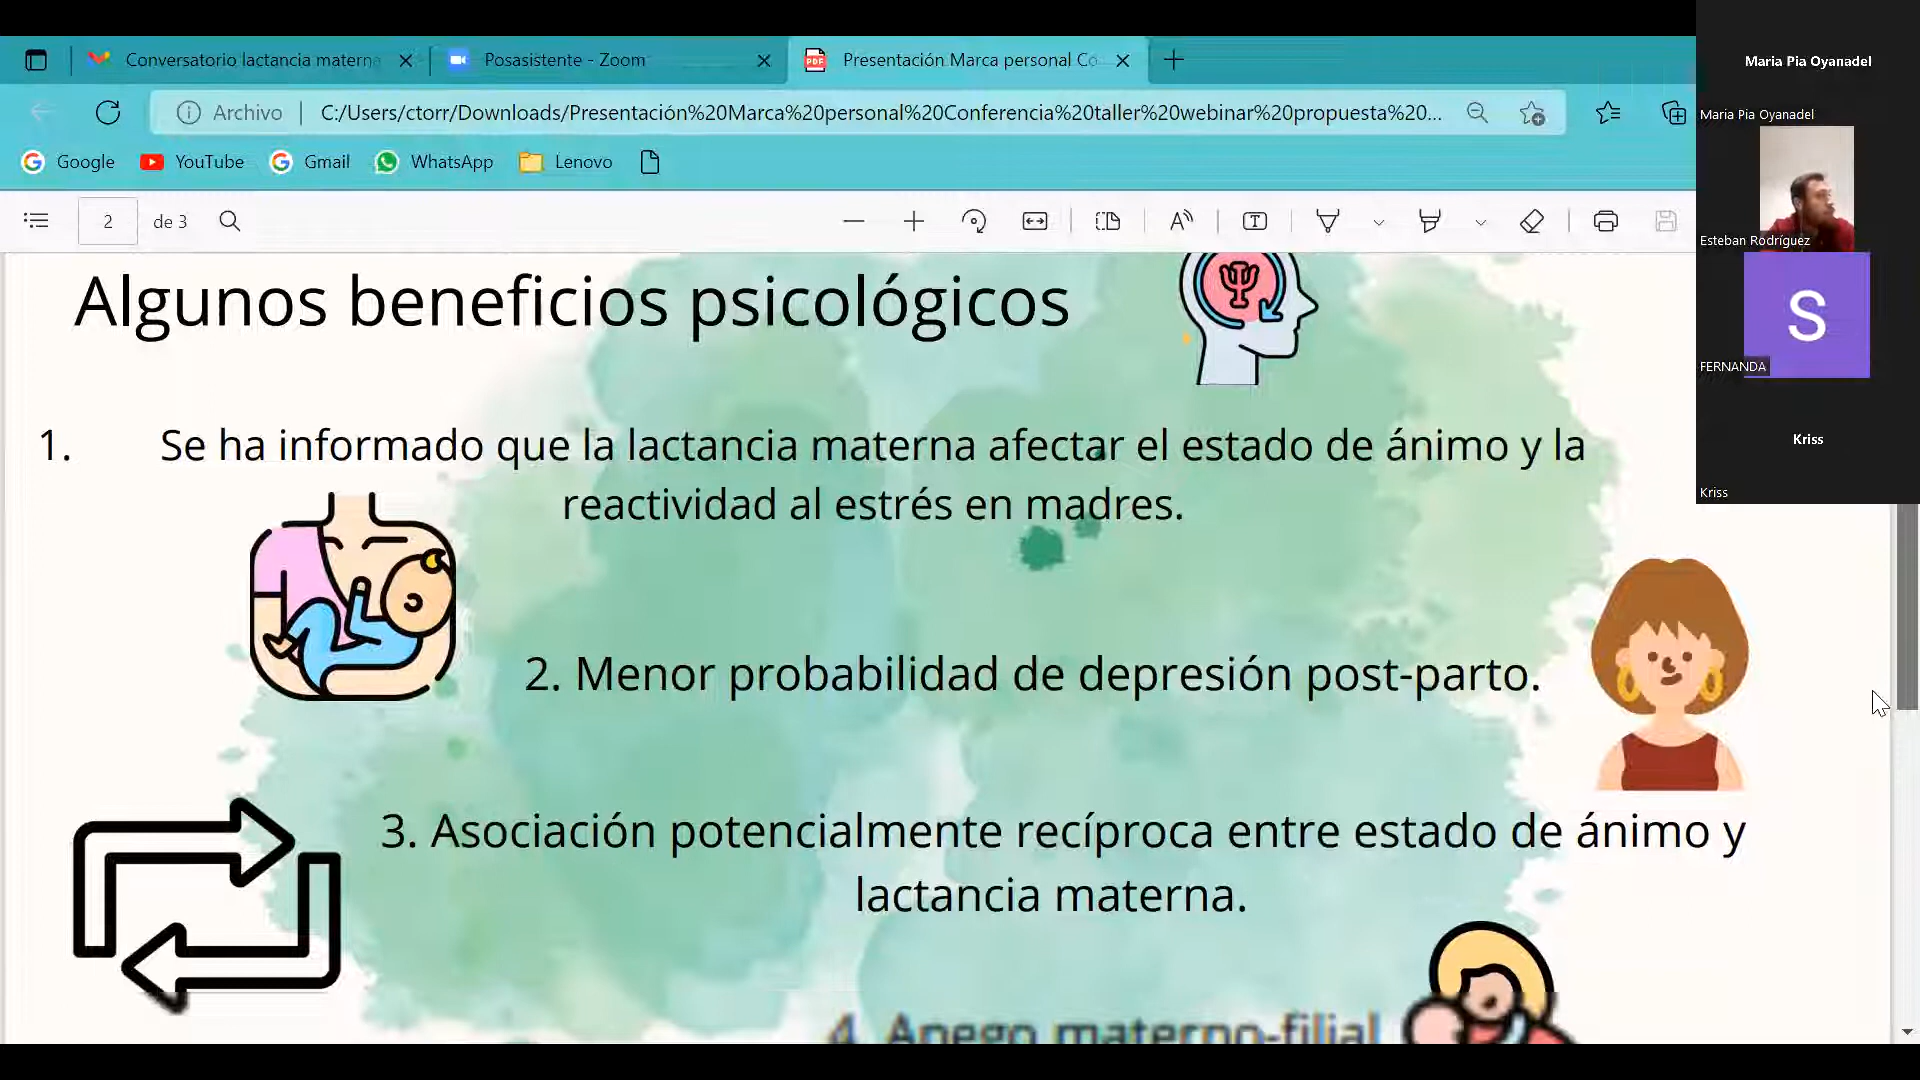 Conversatorio lactancia materna
Posasistente - Zoom
Presentación Marca personal Co
Archivo
C:/Users/ctorr/Downloads/Presentación%20Marca%20personal%20Conferencia%20taller%20webinar%20propuesta%20...
Google
YouTube
Gmail
WhatsApp
Lenovo
2
de 3
Algunos beneficios psicológicos
1. Se ha informado que la lactancia materna afectar el estado de ánimo y la
reactividad al estrés en madres.
2. Menor probabilidad de depresión post-parto.
3. Asociación potencialmente recíproca entre estado de ánimo y
lactancia materna.
4. Apego materno-filial
Maria Pia Oyanadel
Maria Pia Oyanadel
Esteban Rodríguez
S
FERNANDA
Kriss
Kriss